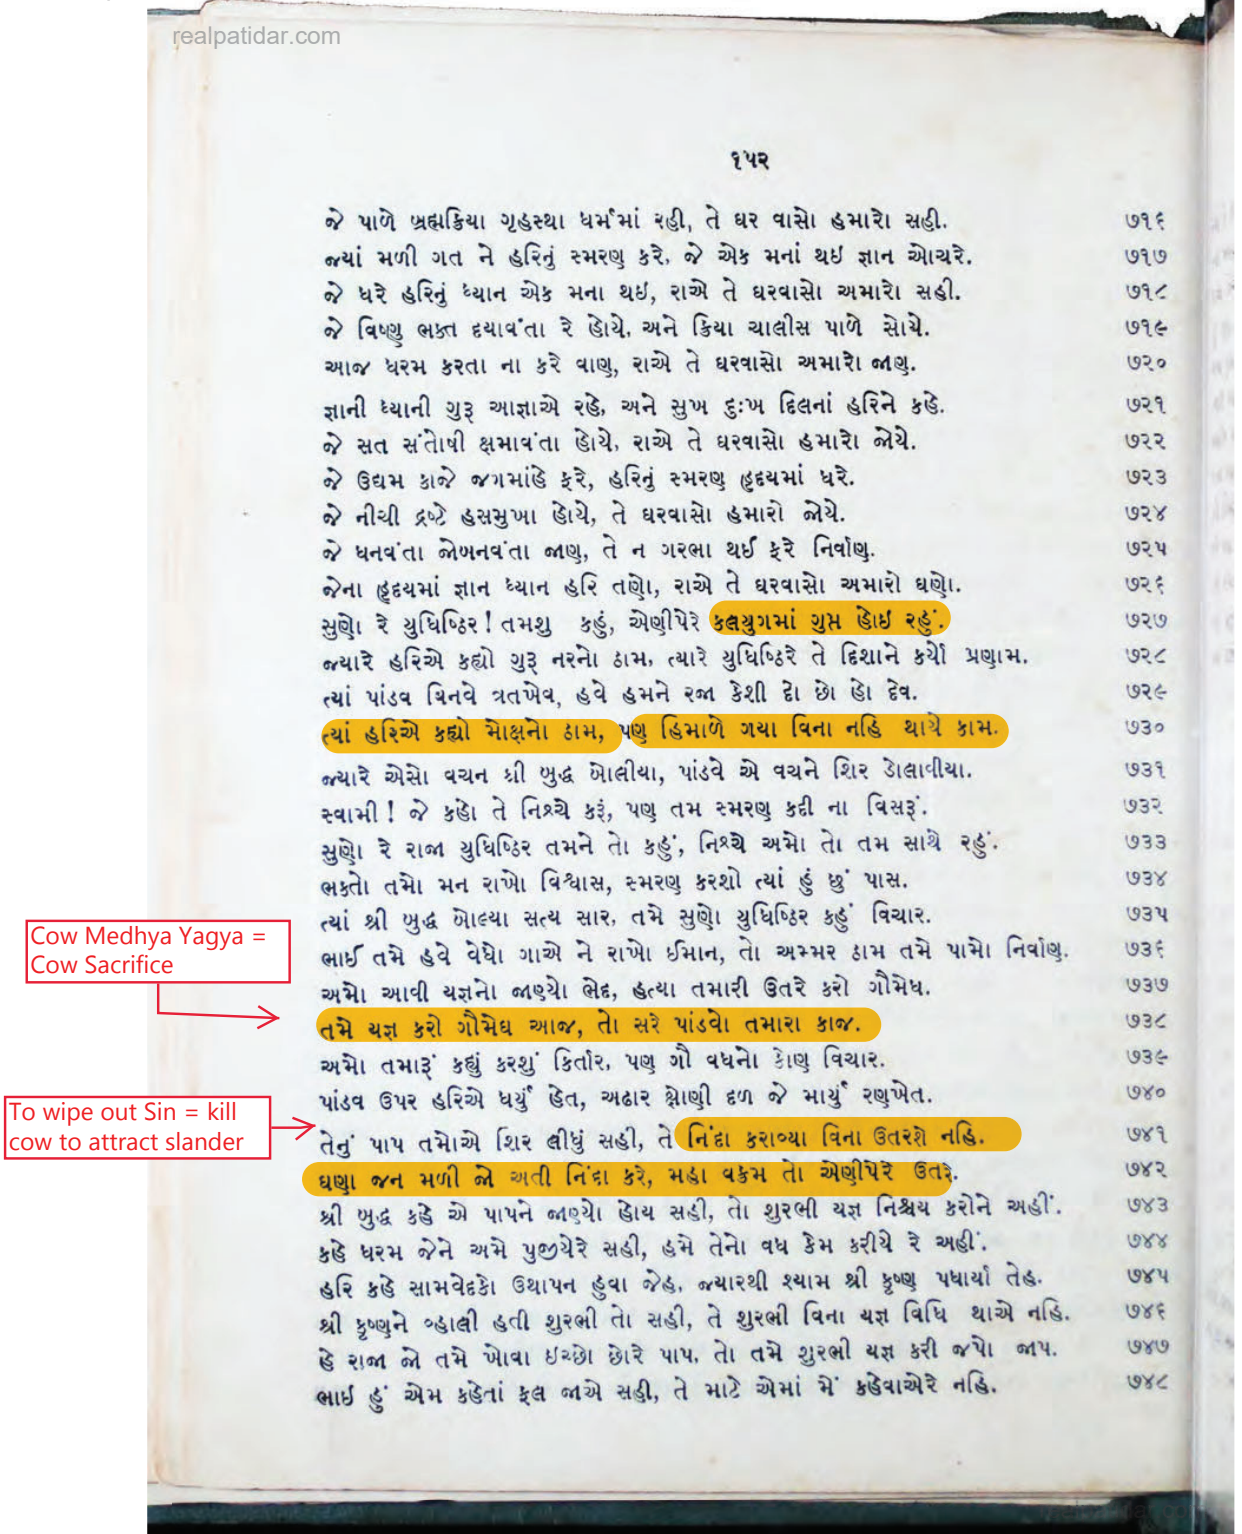 realpatidar.com
૧૫૨
જે પાળે બ્રહ્મક્રિયા ગૃહસ્થા ધર્મમાં રહી, તે ઘર વાસો હમારો સહી. ૭૧૬
જ્યાં મળી ગત ને હરિનું સ્મરણ કરે, જે એક મનાં થઇ જ્ઞાન ઓચરે. ૭૧૭
જે ધરે હરિનું ધ્યાન એક મના થઇ, રાએ તે ઘરવાસો અમારો સહી. ૭૧૮
જે વિષ્ણુ ભક્ત દયાવંતા રે હોયે, અને ક્રિયા ચાલીસ પાળે સોયે. ૭૧૯
આજ ધરમ કરતા ના કરે વાણ, રાએ તે ઘરવાસો અમારો જાણ. ૭૨૦
જ્ઞાની ધ્યાની ગુરૂ આજ્ઞાએ રહે, અને સુખ દુઃખ દિલનાં હરિને કહે. ૭૨૧
જે સત સંતોષી ક્ષમાવંતા હોયે, રાએ તે ઘરવાસો હમારો જોયે. ૭૨૨
જે ઉદ્યમ કાજે જગમાંહે ફરે, હરિનું સ્મરણ હૃદયમાં ધરે. ૭૨૩
જે નીચી દ્રષ્ટે હસમુખા હોયે, તે ઘરવાસો હમારો જોયે. ૭૨૪
જે ધનવંતા જોબનવંતા જાણ, તે ન ગરભા થઈ ફરે નિર્વાણ. ૭૨૫
જેના હૃદયમાં જ્ઞાન ધ્યાન હરિ તણો, રાએ તે ઘરવાસો અમારો ઘણો. ૭૨૬
સુણો રે યુધિષ્ઠિર! તમશુ કહું, એણીપેરે કલયુગમાં ગુપ્ત હોઇ રહું. ૭૨૭
જ્યારે હરિએ કહ્યો ગુરૂ નરનો ઠામ, ત્યારે યુધિષ્ઠિરે તે દિશાને કર્યો પ્રણામ. ૭૨૮
ત્યાં પાંડવ વિનવે ત્રતખેવ, હવે હમને રજા કેશી દો છો હો દેવ. ૭૨૯
ત્યાં હરિએ કહ્યો મોક્ષનો ઠામ, પણ હિમાળે ગયા વિના નહિ થાયે કામ. ૭૩૦
જ્યારે એસો વચન શ્રી બુદ્ધ બોલીયા, પાંડવે એ વચને શિર ડોલાવીયા. ૭૩૧
સ્વામી! જે કહો તે નિશ્ચે કરૂં, પણ તમ સ્મરણ કદી ના વિસરૂં. ૭૩૨
સુણો રે રાજા યુધિષ્ઠિર તમને તો કહું, નિશ્ચે અમો તો તમ સાથે રહું. ૭૩૩
ભક્તો તમો મન રાખો વિશ્વાસ, સ્મરણ કરશો ત્યાં હું છું પાસ. ૭૩૪
ત્યાં શ્રી બુદ્ધ બોલ્યા સત્ય સાર, તમે સુણો યુધિષ્ઠિર કહું વિચાર. ૭૩૫
ભાઈ તમે હવે વેધો ગાએ ને રાખો ઈમાન, તો અમ્મર ઠામ તમે પામો નિર્વાણ. ૭૩૬
અમો આવી યજ્ઞનો જાણ્યો ભેદ, હત્યા તમારી ઉતરે કરો ગૌમેધ. ૭૩૭
તમે યજ્ઞ કરો ગૌમેધ આજ, તો સરે પાંડવો તમારા કાજ. ૭૩૮
અમો તમારૂં કહ્યું કરશું કિર્તાર, પણ ગૌ વધનો કોણ વિચાર. ૭૩૯
પાંડવ ઉપર હરિએ ધર્યું હેત, અઢાર ક્ષોણી દળ જે માર્યું રણખેત. ૭૪૦
તેનું પાપ તમોએ શિર લીધું સહી, તે નિંદા કરાવ્યા વિના ઉતરશે નહિ. ૭૪૧
ઘણા જન મળી જો અતી નિંદા કરે, મહા વક્રમ તો એણીપેરે ઉતરે. ૭૪૨
શ્રી બુદ્ધ કહે એ પાપને જાણ્યો હોય સહી, તો શુરભી યજ્ઞ નિશ્ચય કરોને અહીં. ૭૪૩
કહે ધરમ જેને અમે પુજીયેરે સહી, હમે તેનો વધ કેમ કરીયે રે અહીં. ૭૪૪
હરિ કહે સામવેદકો ઉથાપન હુવા જેહ, જ્યારથી શ્યામ શ્રી કૃષ્ણ પધાર્યા તેહ. ૭૪૫
શ્રી કૃષ્ણને વ્હાલી હતી શુરભી તો સહી, તે શુરભી વિના યજ્ઞ વિધિ થાએ નહિ. ૭૪૬
હે રાજા જો તમે ખોવા ઇચ્છો છોરે પાપ, તો તમે શુરભી યજ્ઞ કરી જપો જાપ. ૭૪૭
ભાઇ હું એમ કહેતાં ફલ જાએ સહી, તે માટે એમાં મેં કહેવાએરે નહિ. ૭૪૮
Cow Medhya Yagya =
Cow Sacrifice
To wipe out Sin = kill
cow to attract slander